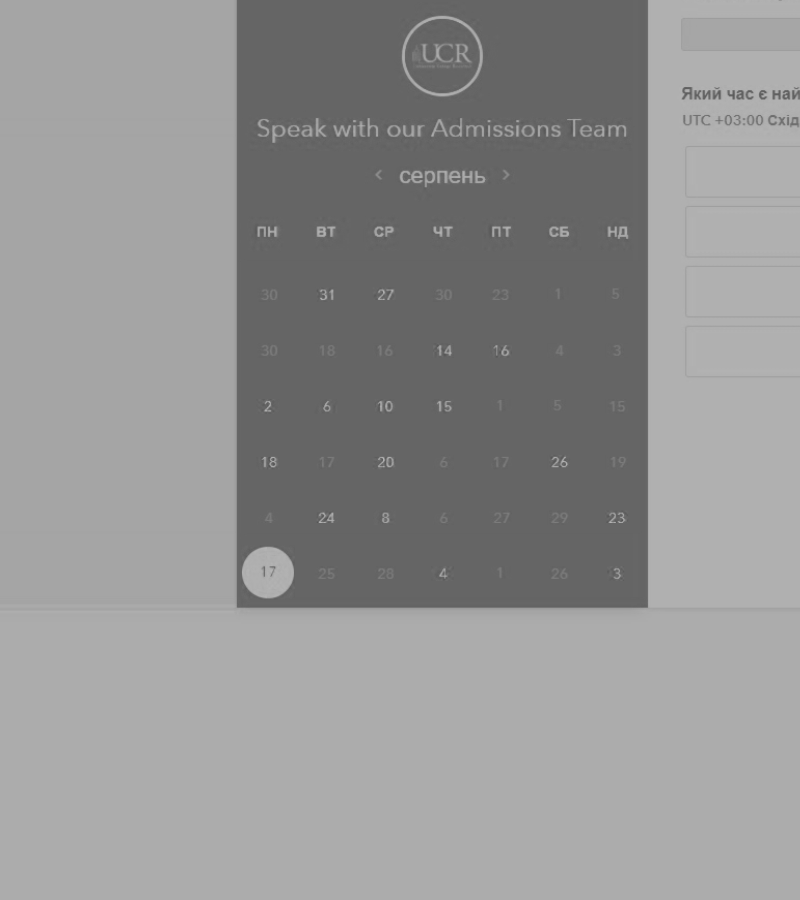 UCR
Який час є най
Speak with our Admissions Team
UTC +03:00 Схід
< серпень >
ПН ВТ СР ЧТ ПТ СБ НД
30 31 27 30 23 1 5
30 18 16 14 16 4 3
2 6 10 15 1 5 15
18 17 20 6 17 26 19
4 24 8 6 27 29 23
17 25 28 4 1 26 3